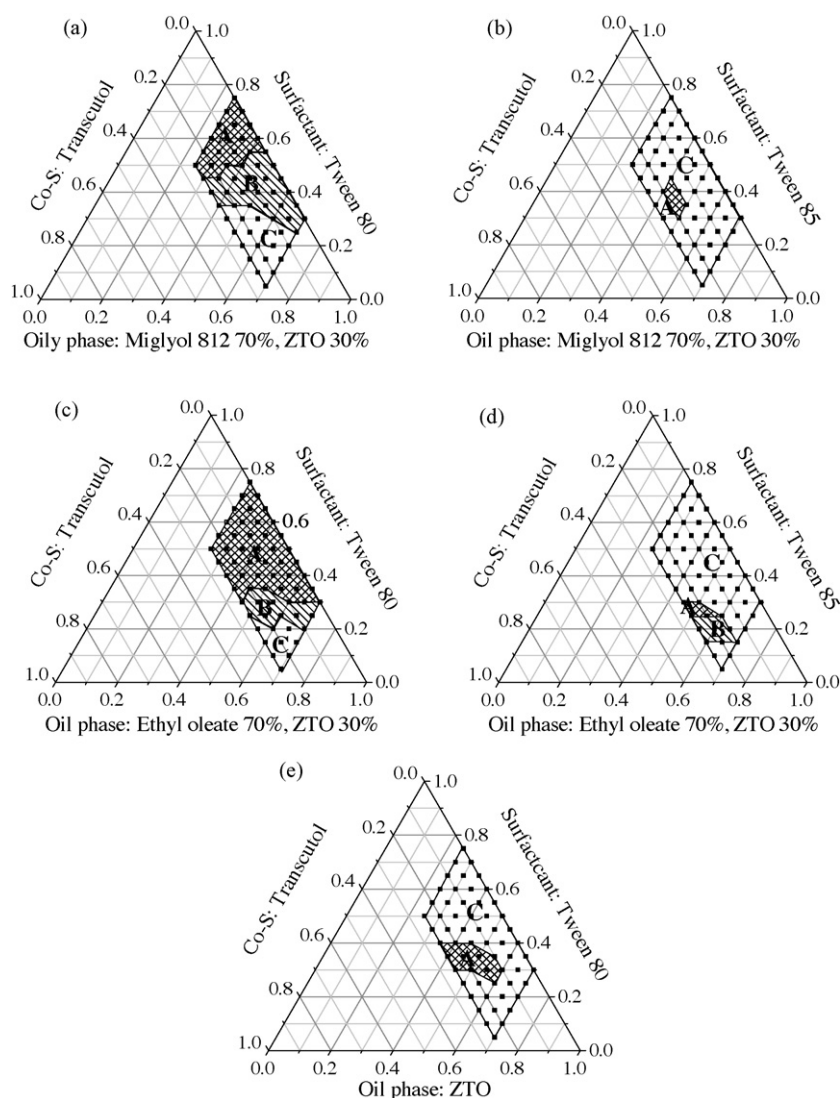 (a)
0.0
1.0
0.2
0.8
0.4
0.6
0.6
0.4
0.8
0.2
1.0
0.0
0.0 0.2 0.4 0.6 0.8 1.0
Co-S: Transcutol
Surfactant: Tween 80
A
B
C
Oily phase: Miglyol 812 70%, ZTO 30%
(b)
0.0
1.0
0.2
0.8
0.4
0.6
0.6
0.4
0.8
0.2
1.0
0.0
0.0 0.2 0.4 0.6 0.8 1.0
Co-S: Transcutol
Surfactant: Tween 85
C
A
Oil phase: Miglyol 812 70%, ZTO 30%
(c)
0.0
1.0
0.2
0.8
0.4
0.6
0.6
0.4
0.8
0.2
1.0
0.0
0.0 0.2 0.4 0.6 0.8 1.0
Co-S: Transcutol
Surfactant: Tween 80
B
C
Oil phase: Ethyl oleate 70%, ZTO 30%
(d)
0.0
1.0
0.2
0.8
0.4
0.6
0.6
0.4
0.8
0.2
1.0
0.0
0.0 0.2 0.4 0.6 0.8 1.0
Co-S: Transcutol
Surfactant: Tween 85
C
A
B
Oil phase: Ethyl oleate 70%, ZTO 30%
(e)
0.0
1.0
0.2
0.8
0.4
0.6
0.6
0.4
0.8
0.2
1.0
0.0
0.0 0.2 0.4 0.6 0.8 1.0
Co-S: Transcutol
Surfactcant: Tween 80
C
A
Oil phase: ZTO